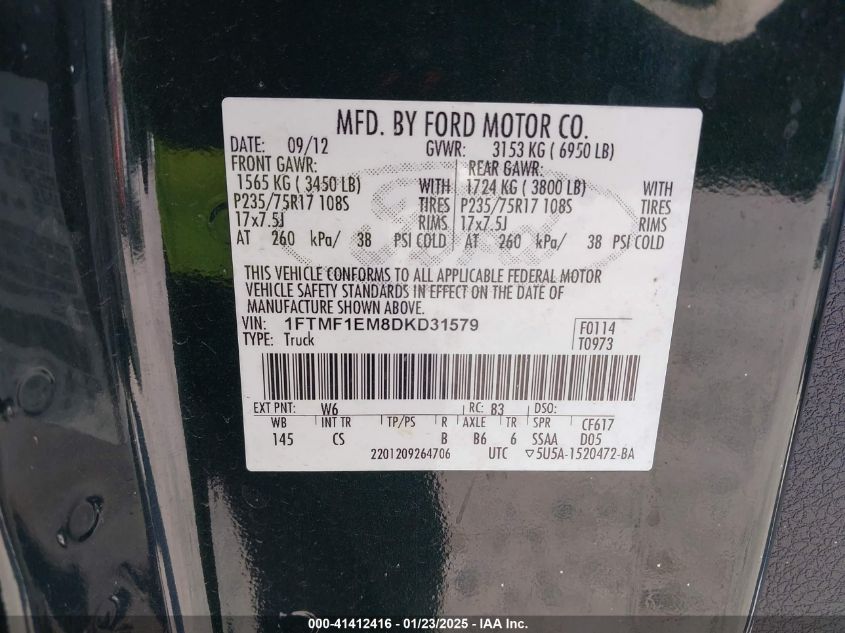 MFD. BY FORD MOTOR CO.
DATE: 09/12 GVWR: 3153 KG ( 6950 LB)
FRONT GAWR: REAR GAWR:
1565 KG ( 3450 LB) WITH 1724 KG ( 3800 LB) WITH
P235/75R17 108S TIRES P235/75R17 108S TIRES
17x7.5J RIMS 17x7.5J RIMS
AT 260 kPa/ 38 PSI COLD AT 260 kPa/ 38 PSI COLD
THIS VEHICLE CONFORMS TO ALL APPLICABLE FEDERAL MOTOR
VEHICLE SAFETY STANDARDS IN EFFECT ON THE DATE OF
MANUFACTURE SHOWN ABOVE.
VIN: 1FTMF1EM8DKD31579 F0114
TYPE: Truck T0973
EXT PNT: W6 RC: B3 DSO:
WB INT TR TP/PS R AXLE TR SPR CF617
145 CS B B6 6 SSAA D05
2201209264706 UTC ▽5U5A-1520472-BA
Ford
000-41412416 - 01/23/2025 - IAA Inc.